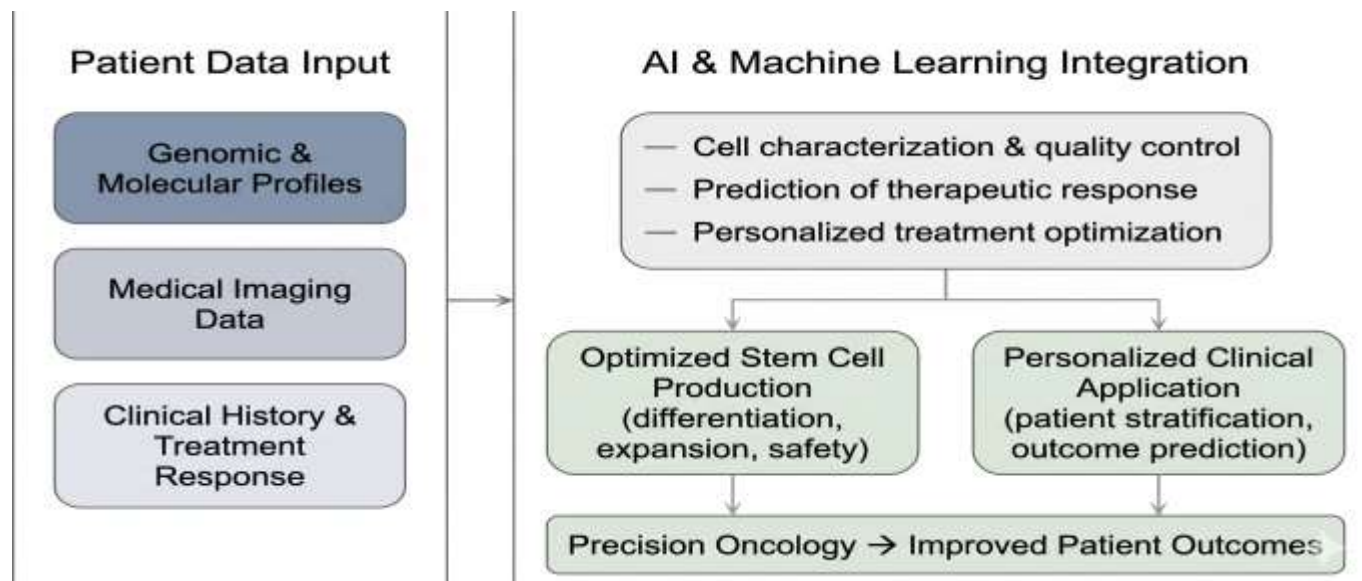 Patient Data Input
Genomic &
Molecular Profiles
Medical Imaging
Data
Clinical History &
Treatment
Response
AI & Machine Learning Integration
— Cell characterization & quality control
— Prediction of therapeutic response
— Personalized treatment optimization
Optimized Stem Cell
Production
(differentiation,
expansion, safety)
Personalized Clinical
Application
(patient stratification,
outcome prediction)
Precision Oncology → Improved Patient Outcomes